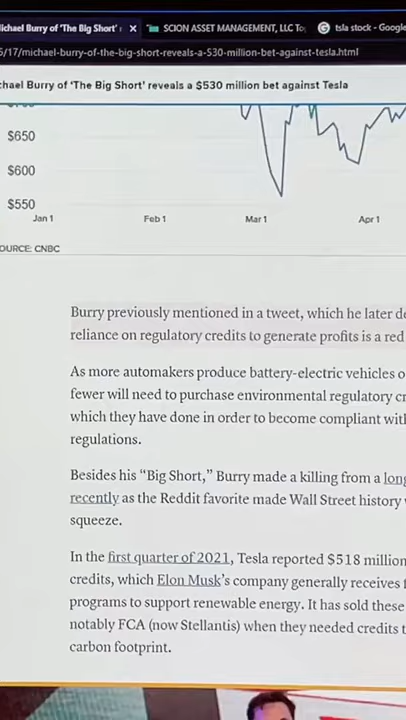 Michael Burry of 'The Big Short' r
SCION ASSET MANAGEMENT, LLC To
tsla stock - Google
5/17/michael-burry-of-the-big-short-reveals-a-530-million-bet-against-tesla.html
chael Burry of 'The Big Short' reveals a $530 million bet against Tesla
$650
$600
$550
Jan 1 Feb 1 Mar 1 Apr 1
OURCE: CNBC
Burry previously mentioned in a tweet, which he later de
reliance on regulatory credits to generate profits is a red
As more automakers produce battery-electric vehicles o
fewer will need to purchase environmental regulatory cr
which they have done in order to become compliant with
regulations.
Besides his “Big Short,” Burry made a killing from a long
recently as the Reddit favorite made Wall Street history
squeeze.
In the first quarter of 2021, Tesla reported $518 million
credits, which Elon Musk’s company generally receives f
programs to support renewable energy. It has sold these
notably FCA (now Stellantis) when they needed credits t
carbon footprint.